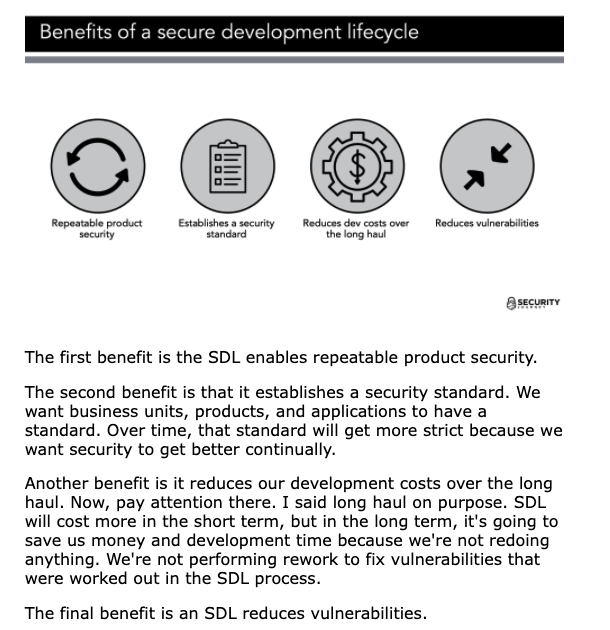 Benefits of a secure development lifecycle
Repeatable product
security
Establishes a security
standard
Reduces dev costs over
the long haul
Reduces vulnerabilities
SECURITY
JOURNEY
The first benefit is the SDL enables repeatable product security.
The second benefit is that it establishes a security standard. We
want business units, products, and applications to have a
standard. Over time, that standard will get more strict because we
want security to get better continually.
Another benefit is it reduces our development costs over the long
haul. Now, pay attention there. I said long haul on purpose. SDL
will cost more in the short term, but in the long term, it's going to
save us money and development time because we're not redoing
anything. We're not performing rework to fix vulnerabilities that
were worked out in the SDL process.
The final benefit is an SDL reduces vulnerabilities.